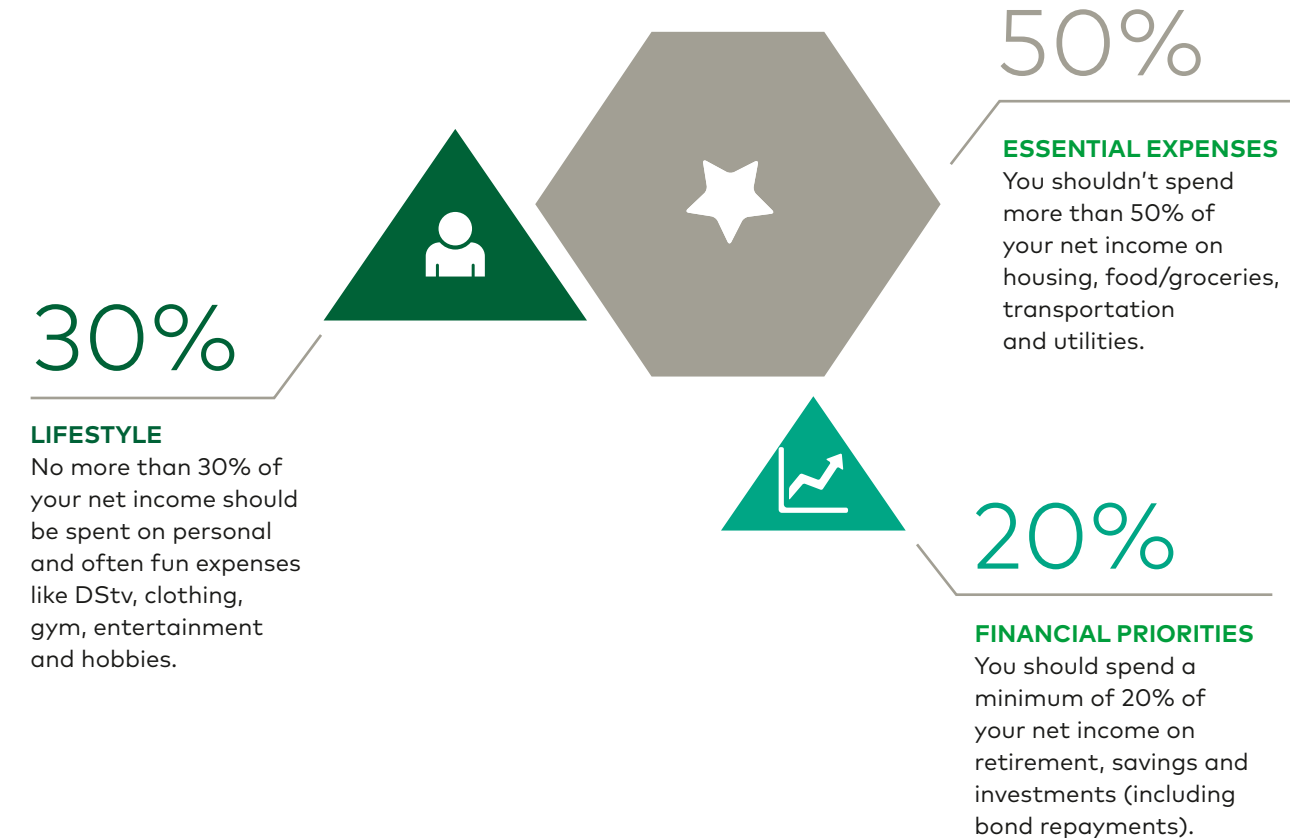 50%
ESSENTIAL EXPENSES
You shouldn’t spend
more than 50% of
your net income on
housing, food/groceries,
transportation
and utilities.
30%
LIFESTYLE
No more than 30% of
your net income should
be spent on personal
and often fun expenses
like DStv, clothing,
gym, entertainment
and hobbies.
20%
FINANCIAL PRIORITIES
You should spend a
minimum of 20% of
your net income on
retirement, savings and
investments (including
bond repayments).